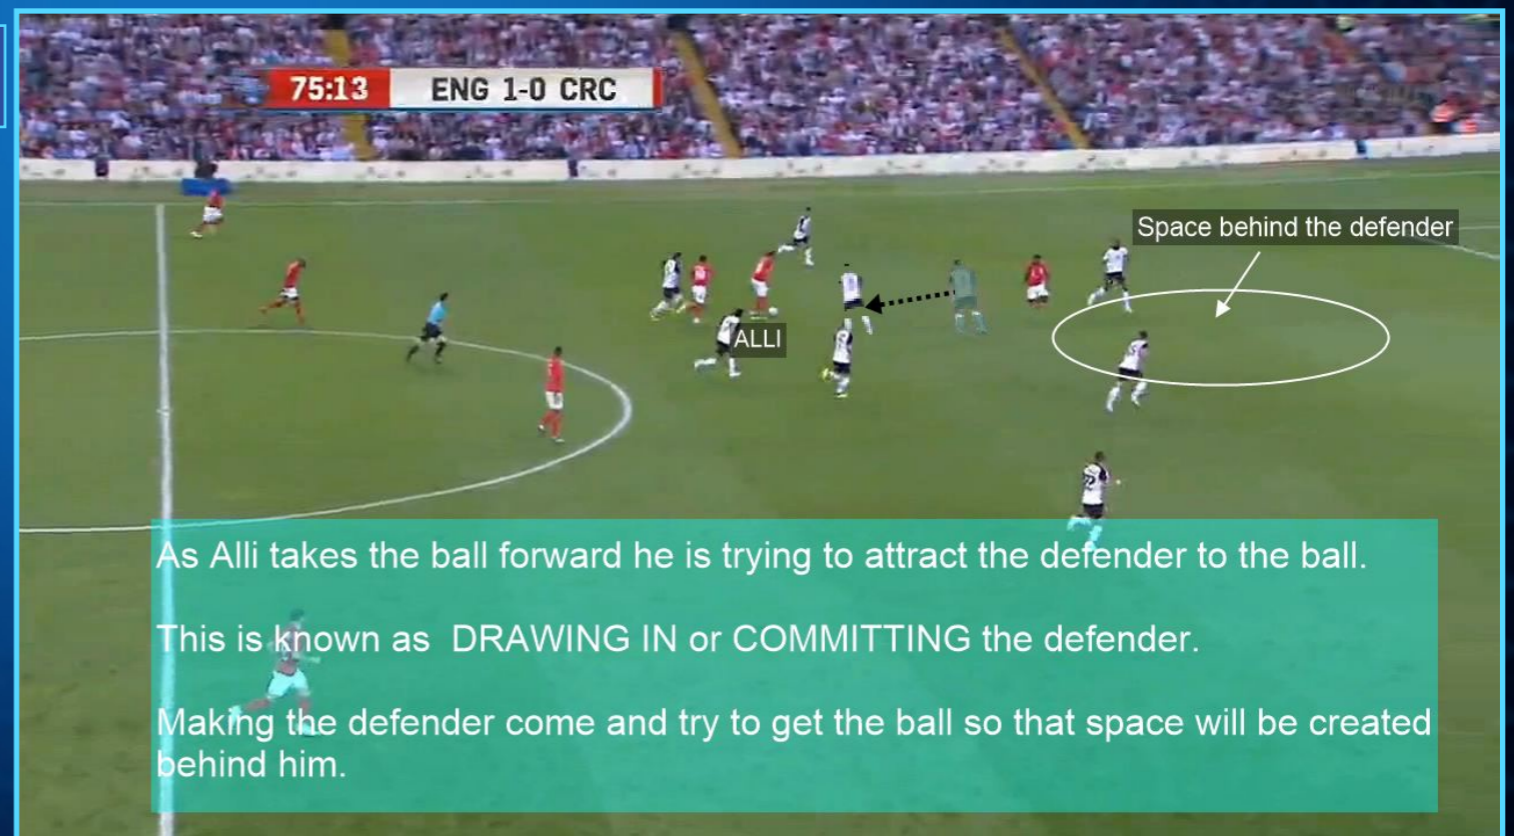 75:13 ENG 1-0 CRC
Space behind the defender
ALLI
As Alli takes the ball forward he is trying to attract the defender to the ball.
This is known as DRAWING IN or COMMITTING the defender.
Making the defender come and try to get the ball so that space will be created
behind him.